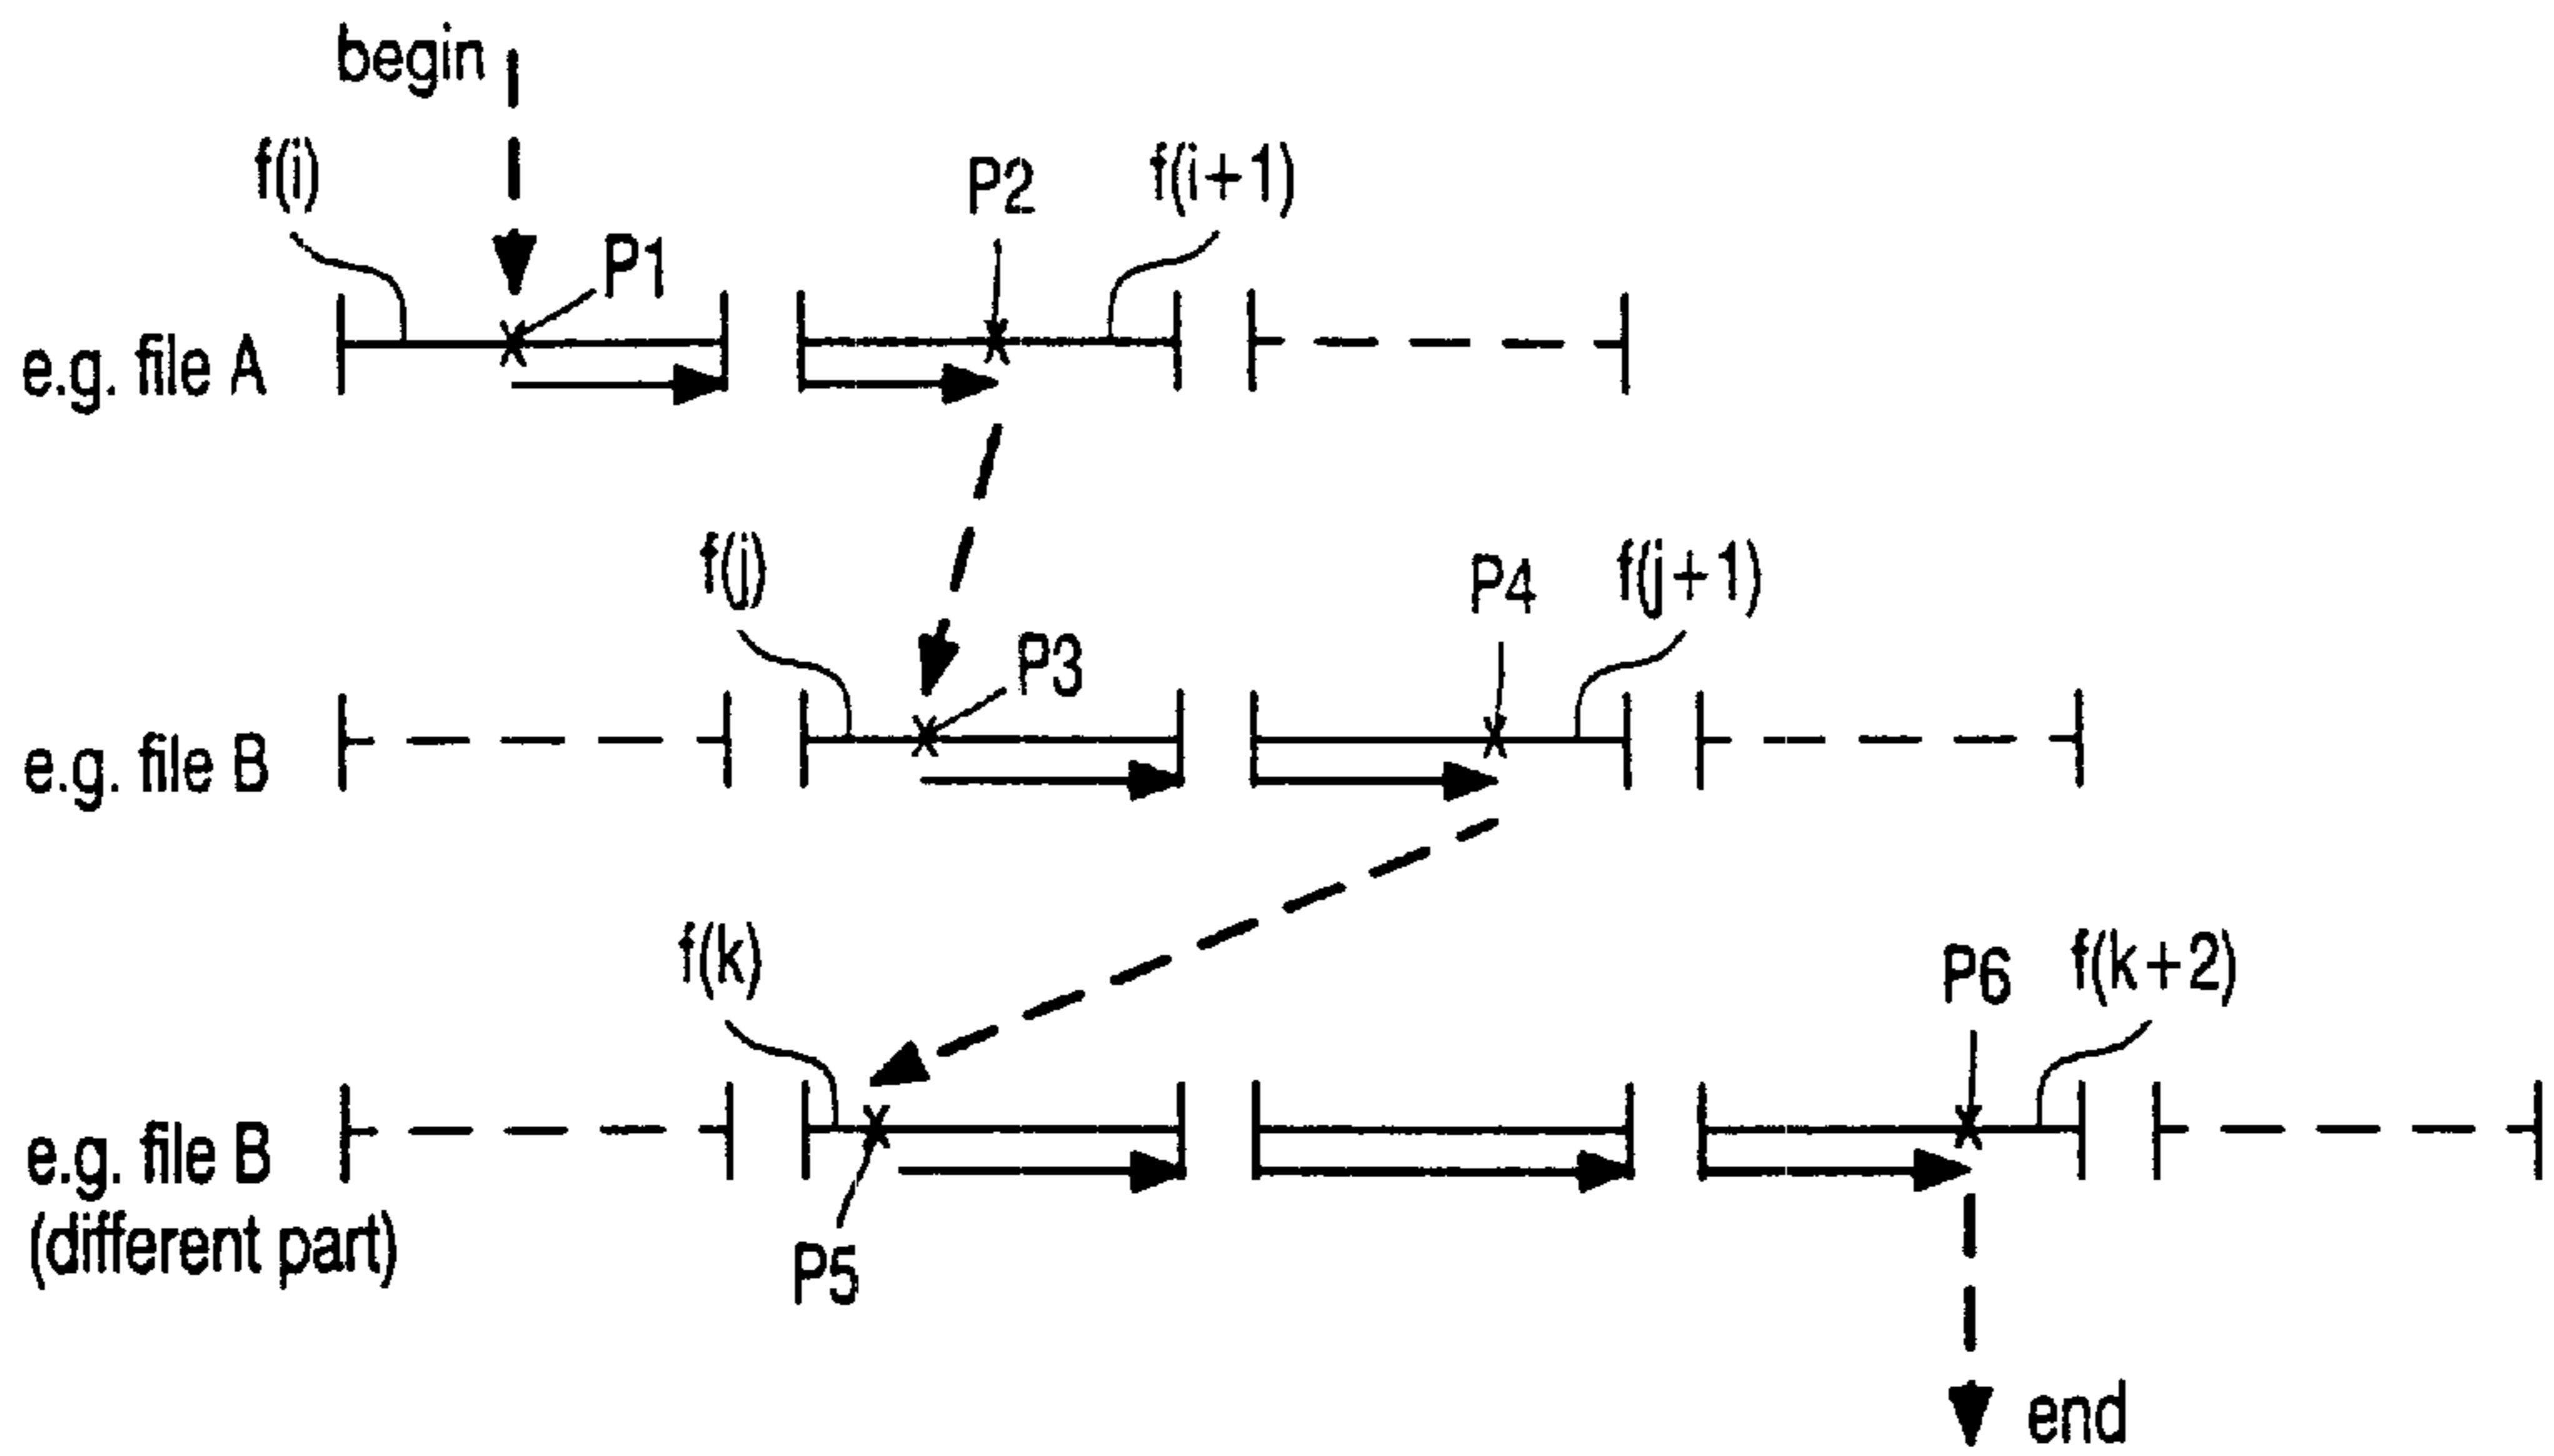 begin
f(i)
P1
P2
f(i+1)
e.g. file A
f(j)
P3
P4
f(j+1)
e.g. file B
f(k)
P6
f(k+2)
e.g. file B
(different part)
P5
end